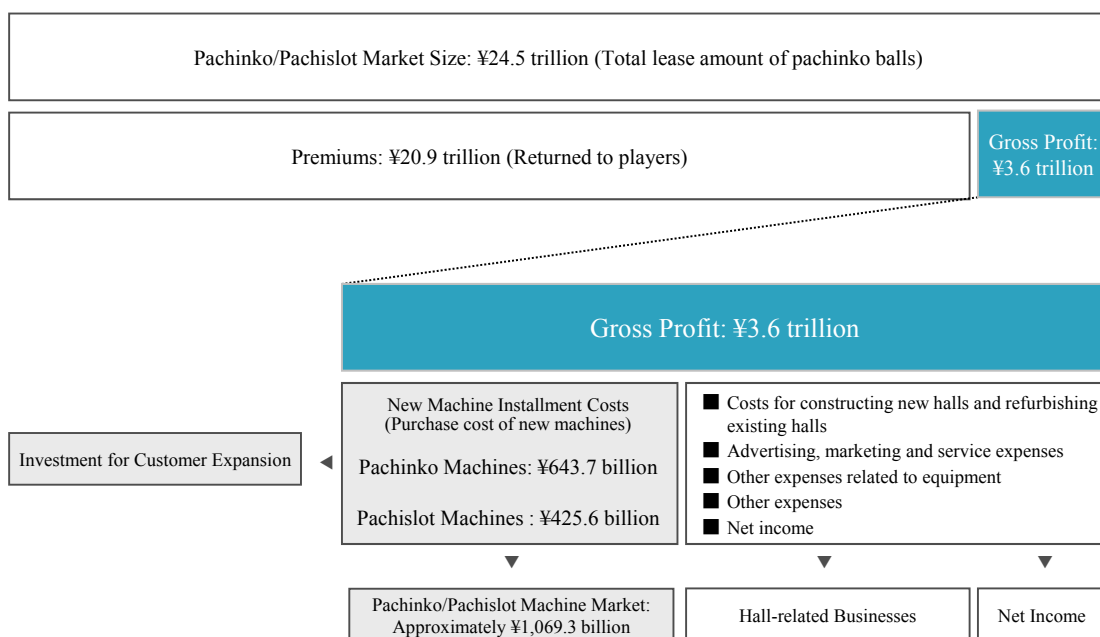 Pachinko/Pachislot Market Size: ¥24.5 trillion (Total lease amount of pachinko balls)
Premiums: ¥20.9 trillion (Returned to players)
Gross Profit:
¥3.6 trillion
Gross Profit: ¥3.6 trillion
New Machine Installment Costs
(Purchase cost of new machines)
Pachinko Machines: ¥643.7 billion
Pachislot Machines : ¥425.6 billion
■ Costs for constructing new halls and refurbishing
existing halls
■ Advertising, marketing and service expenses
■ Other expenses related to equipment
■ Other expenses
■ Net income
Investment for Customer Expansion
Pachinko/Pachislot Machine Market:
Approximately ¥1,069.3 billion
Hall-related Businesses
Net Income